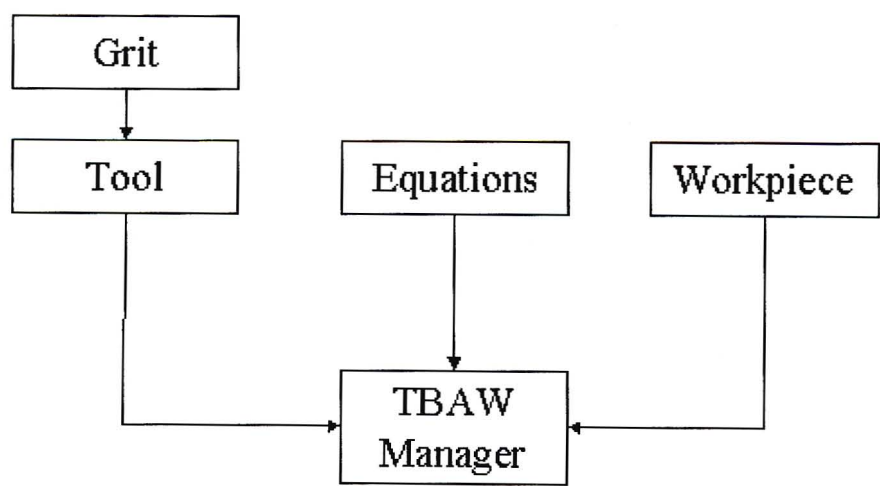 Grit
Tool
Equations
Workpiece
TBAW
Manager